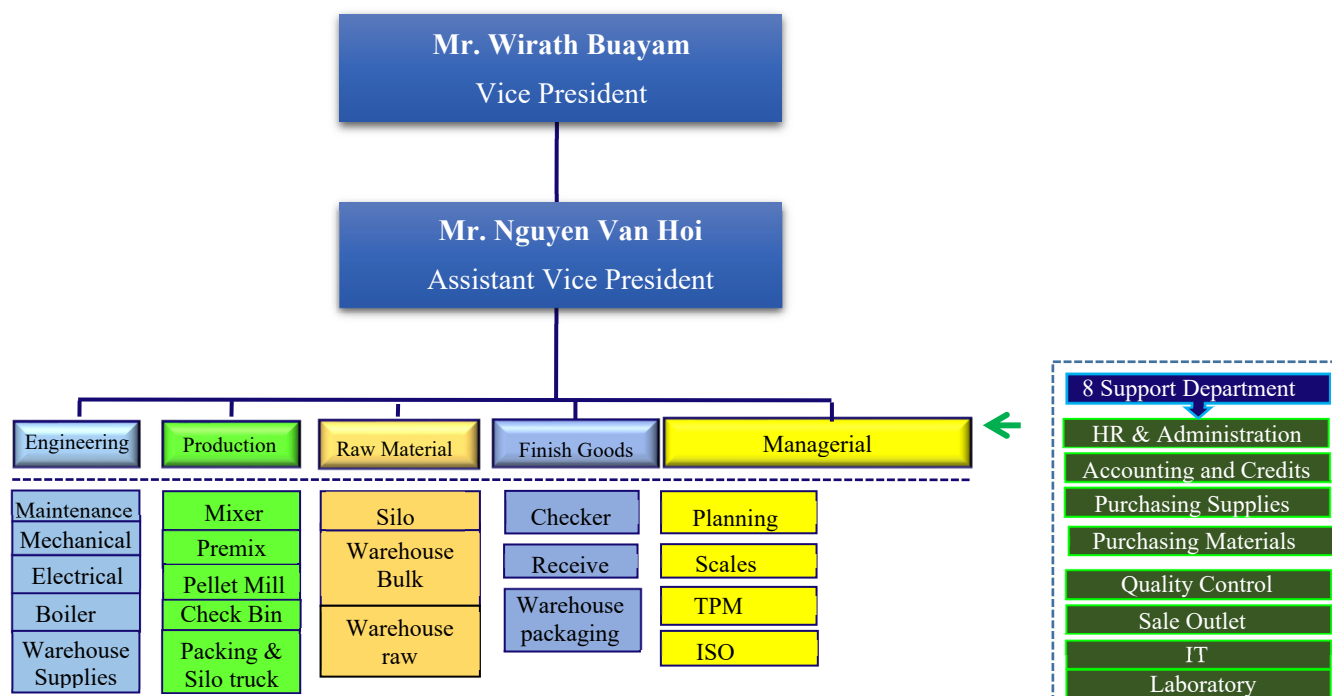 Mr. Wirath Buayam
Vice President
Mr. Nguyen Van Hoi
Assistant Vice President
Engineering
Production
Raw Material
Finish Goods
Managerial
Maintenance
Mechanical
Electrical
Boiler
Warehouse
Supplies
Mixer
Premix
Pellet Mill
Check Bin
Packing &
Silo truck
Silo
Warehouse
Bulk
Warehouse
raw
Checker
Receive
Warehouse
packaging
Planning
Scales
TPM
ISO
8 Support Department
HR & Administration
Accounting and Credits
Purchasing Supplies
Purchasing Materials
Quality Control
Sale Outlet
IT
Laboratory